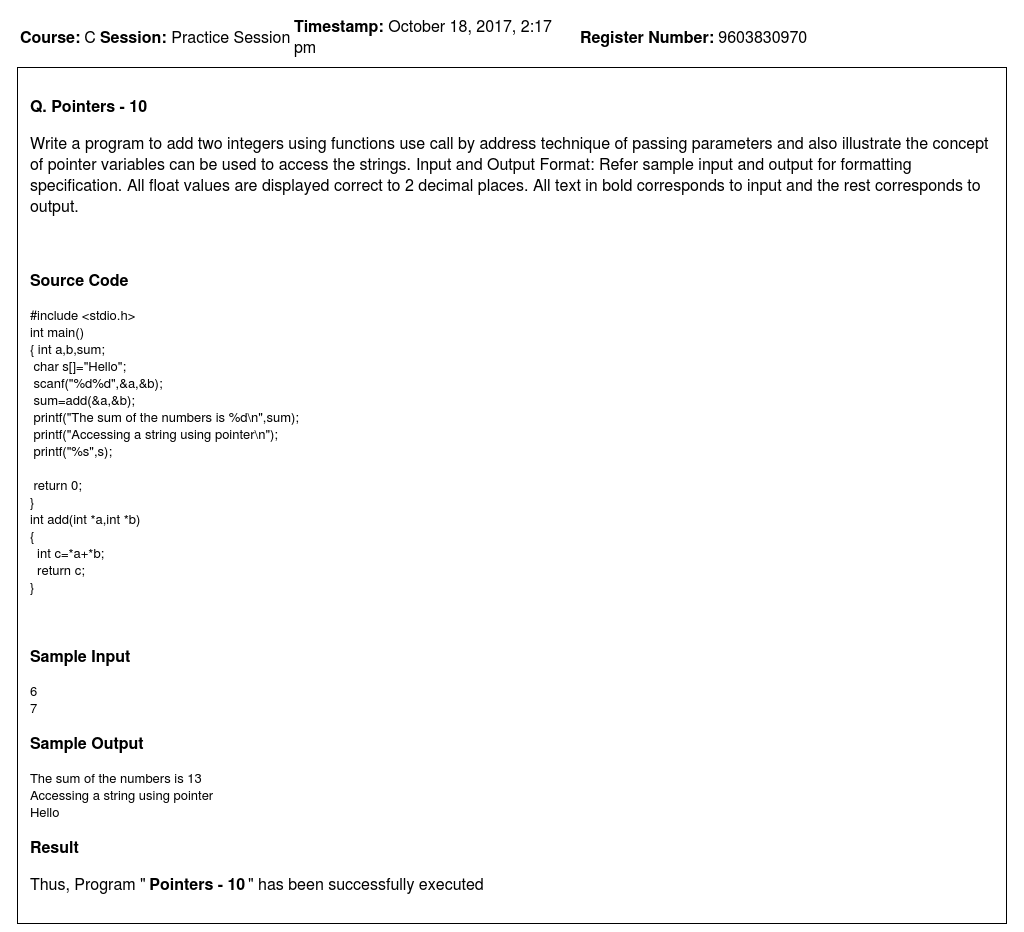 Course: C Session: Practice Session Timestamp: October 18, 2017, 2:17 pm Register Number: 9603830970
Q. Pointers - 10
Write a program to add two integers using functions use call by address technique of passing parameters and also illustrate the concept
of pointer variables can be used to access the strings. Input and Output Format: Refer sample input and output for formatting
specification. All float values are displayed correct to 2 decimal places. All text in bold corresponds to input and the rest corresponds to
output.
Source Code
#include <stdio.h>
int main()
{ int a,b,sum;
char s[]="Hello";
scanf("%d%d",&a,&b);
sum=add(&a,&b);
printf("The sum of the numbers is %d\n",sum);
printf("Accessing a string using pointer\n");
printf("%s",s);
return 0;
}
int add(int *a,int *b)
{
int c=*a+*b;
return c;
}
Sample Input
6
7
Sample Output
The sum of the numbers is 13
Accessing a string using pointer
Hello
Result
Thus, Program " Pointers - 10 " has been successfully executed